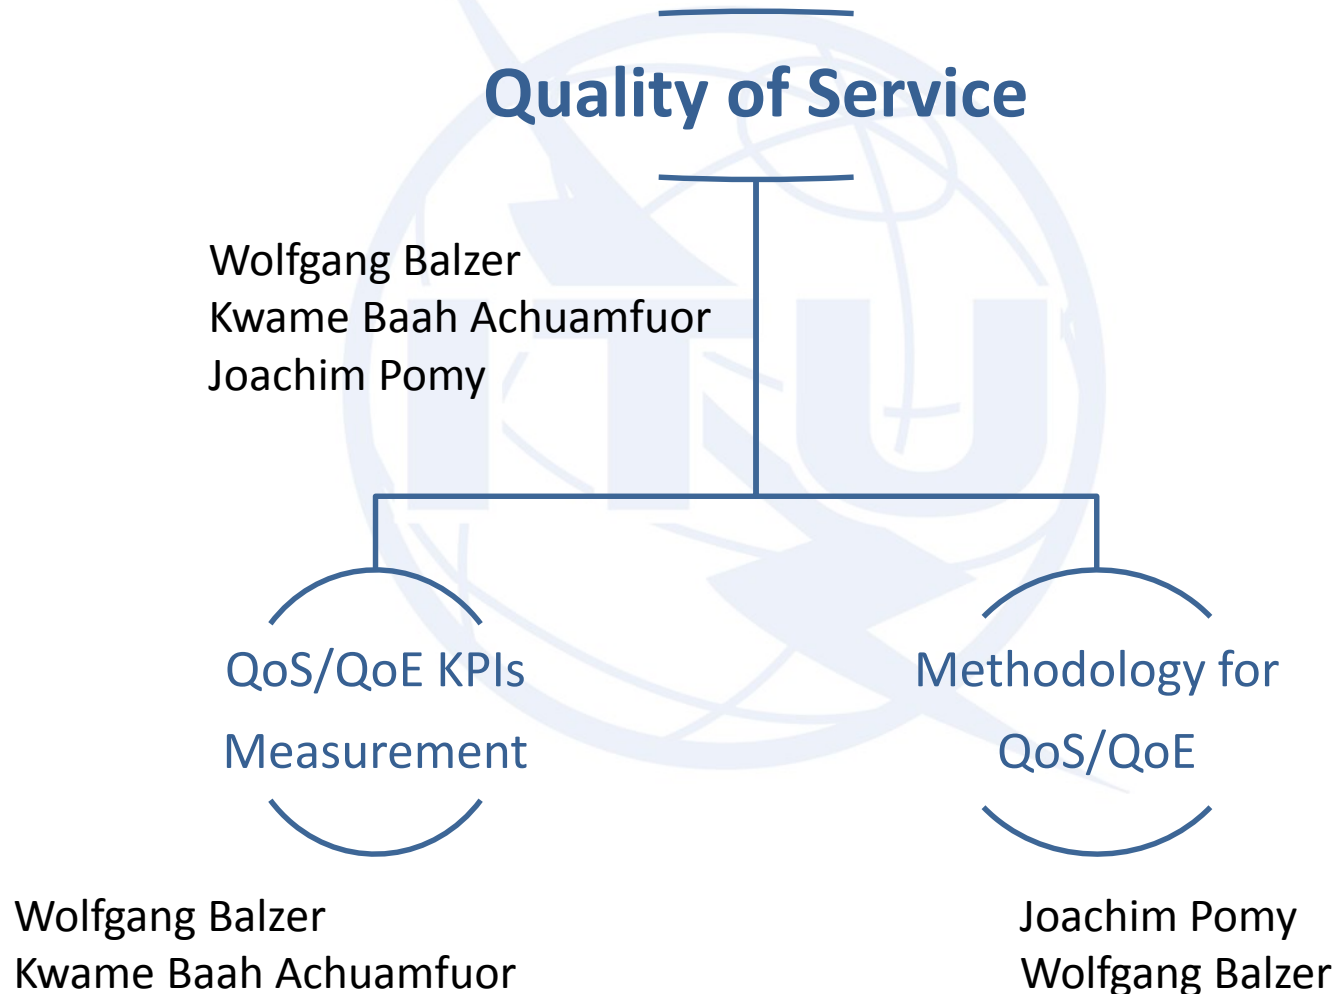 Quality of Service
Wolfgang Balzer
Kwame Baah Achuamfuor
Joachim Pomy
ITU
QoS/QoE KPIs
Measurement
Methodology for
QoS/QoE
Wolfgang Balzer
Kwame Baah Achuamfuor
Joachim Pomy
Wolfgang Balzer